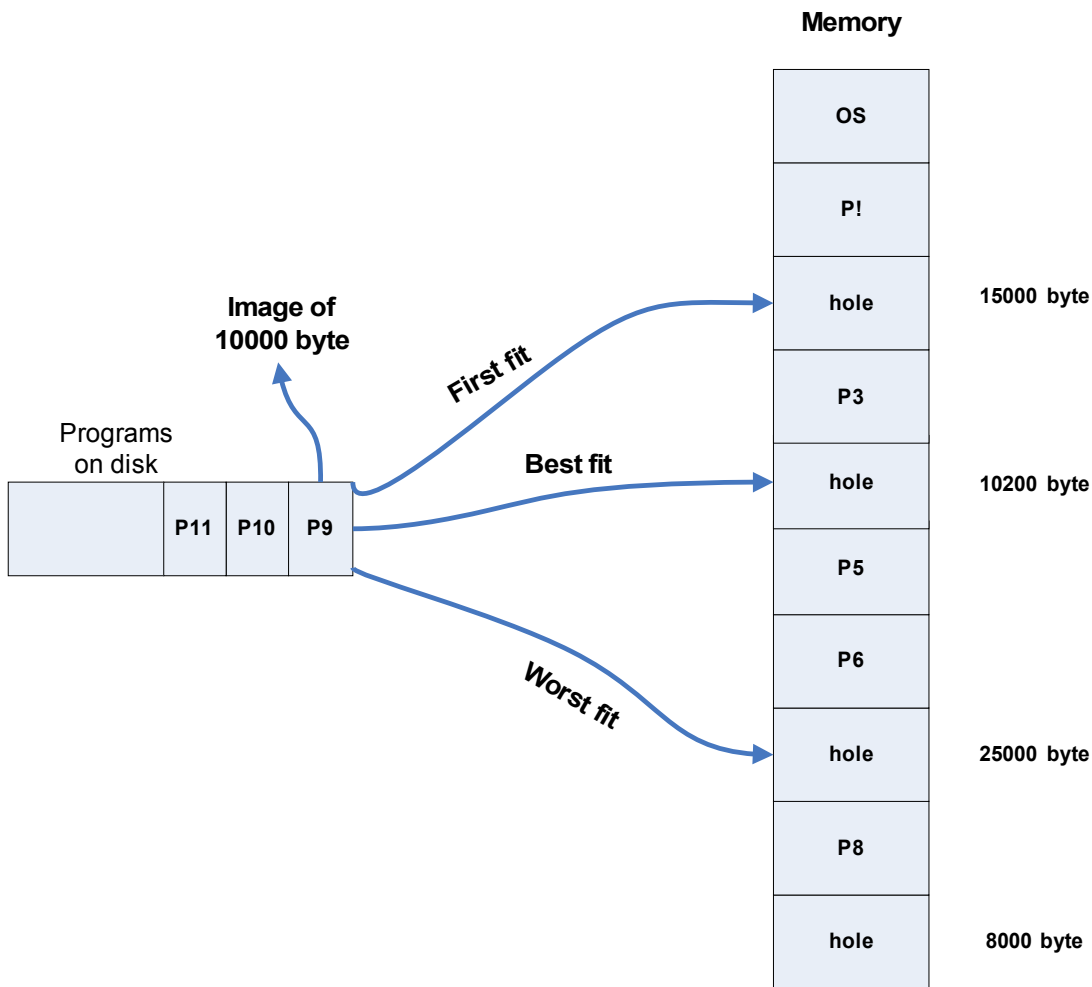 Memory
OS
P!
hole
15000 byte
Image of
10000 byte
First fit
P3
Programs
on disk
Best fit
hole
10200 byte
P11
P10
P9
P5
P6
Worst fit
hole
25000 byte
P8
hole
8000 byte